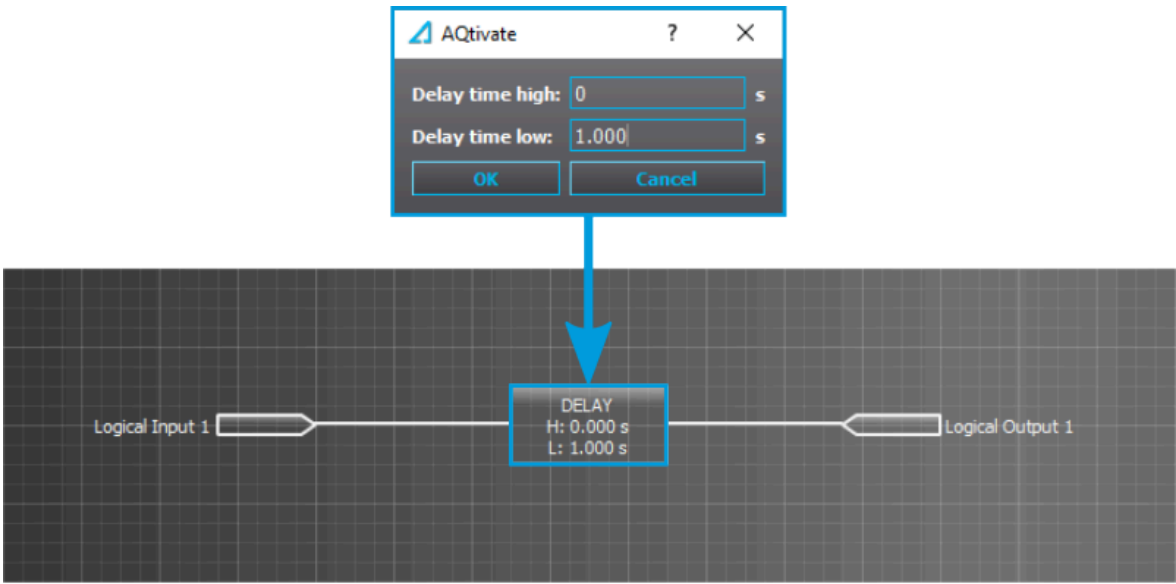 AQtivate ? ✕
Delay time high: 0 s
Delay time low: 1.000 s
OK Cancel
DELAY
H: 0.000 s
L: 1.000 s
Logical Input 1
Logical Output 1